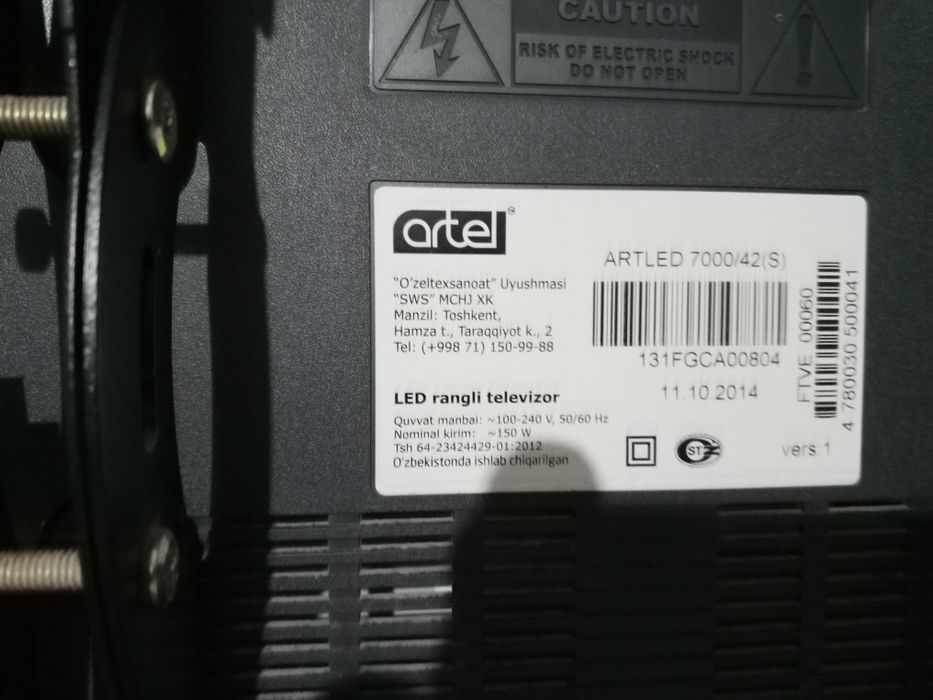 CAUTION
RISK OF ELECTRIC SHOCK
DO NOT OPEN
artel™
ARTLED 7000/42(S)
"O'zeltexsanoat" Uyushmasi
"SWS" MCHJ XK
Manzil: Toshkent,
Hamza t., Taraqqiyot k., 2
Tel: (+998 71) 150-99-88
131FGCA00804
11.10.2014
FTVE 00060
4 780030 500041
LED rangli televizor
Quvvat manbai: ~100-240 V, 50/60 Hz
Nominal kirim: ~150 W
Tsh 64-23424429-01:2012
O'zbekistonda ishlab chiqarilgan
ST
vers.1